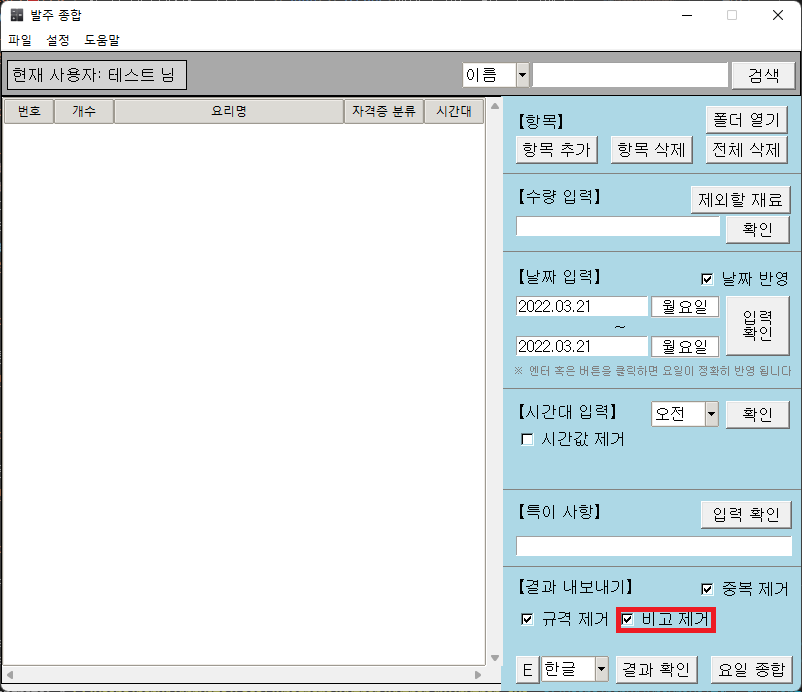 발주 종합
파일 설정 도움말
현재 사용자: 테스트 닝 이름 검색
번호 개수 요리명 자격증 분류 시간대
【항목】 폴더 열기
항목 추가 항목 삭제 전체 삭제
【수량 입력】 제외할 재료
확인
【날짜 입력】 날짜 반영
2022.03.21 월요일
~
2022.03.21 월요일
입력
확인
※ 엔터 혹은 버튼을 클릭하면 요일이 정확히 반영 됩니다
【시간대 입력】 오전 확인
시간값 제거
【특이 사항】 입력 확인
【결과 내보내기】 중복 제거
규격 제거 비고 제거
E 한글 결과 확인 요일 종합